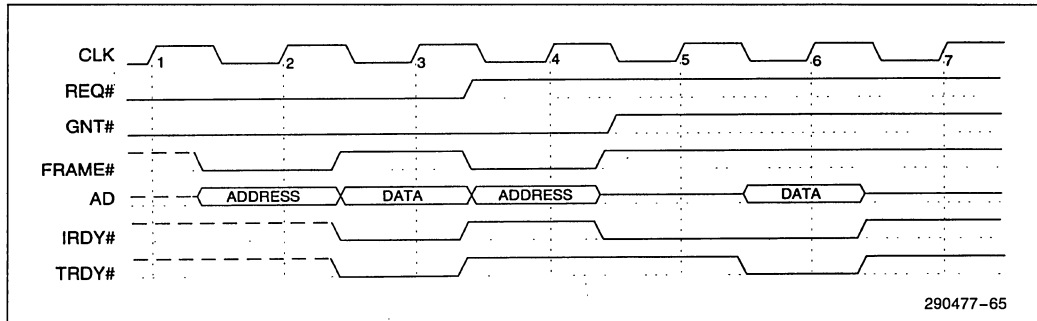 CLK 1 2 3 4 5 6 7
REQ#
GNT#
FRAME#
AD ADDRESS DATA ADDRESS DATA
IRDY#
TRDY#
290477-65